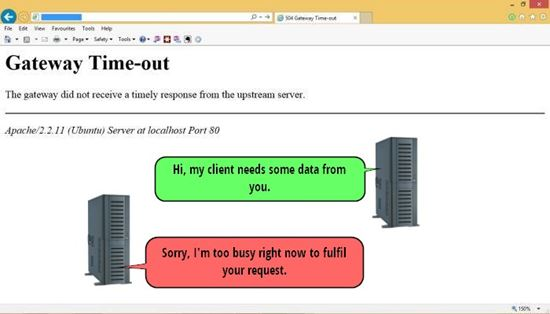 504 Gateway Time-out
File Edit View Favourites Tools Help
Page Safety Tools
Gateway Time-out
The gateway did not receive a timely response from the upstream server.
Apache/2.2.11 (Ubuntu) Server at localhost Port 80
Hi, my client needs some data from
you.
Sorry, I'm too busy right now to fulfil
your request.
150%